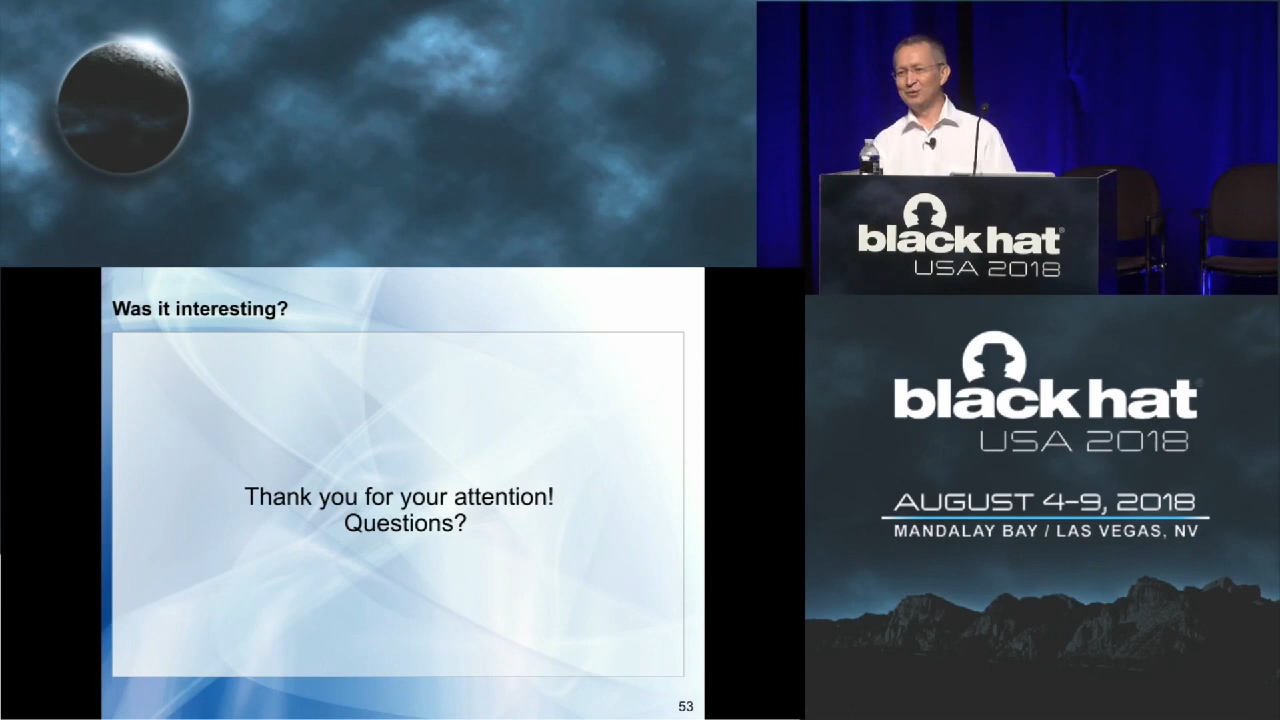 black hat
USA 2018
Was it interesting?
Thank you for your attention!
Questions?
53
black hat
USA 2018
AUGUST 4-9, 2018
MANDALAY BAY / LAS VEGAS, NV